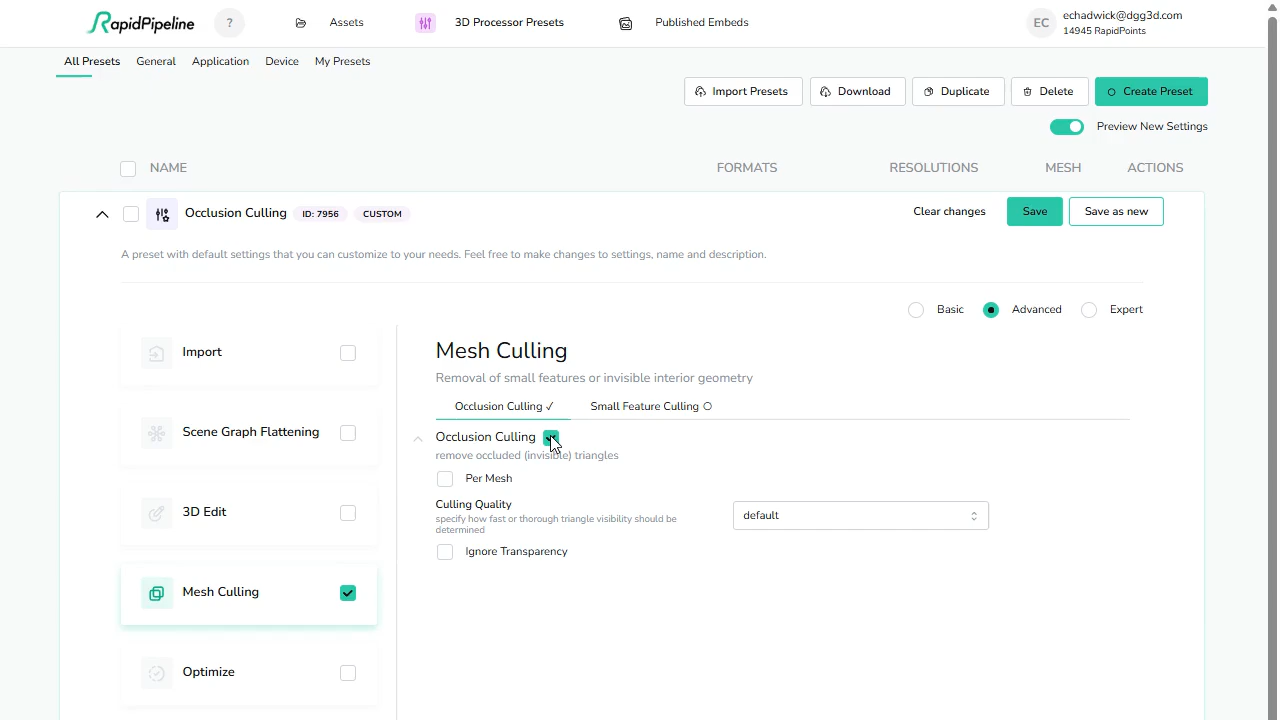 RapidPipeline
?
Assets
3D Processor Presets
Published Embeds
EC
echadwick@dgg3d.com
14945 RapidPoints
All Presets
General
Application
Device
My Presets
Import Presets
Download
Duplicate
Delete
Create Preset
Preview New Settings
NAME
FORMATS
RESOLUTIONS
MESH
ACTIONS
Occlusion Culling
ID: 7956
CUSTOM
Clear changes
Save
Save as new
A preset with default settings that you can customize to your needs. Feel free to make changes to settings, name and description.
Basic
Advanced
Expert
Import
Scene Graph Flattening
3D Edit
Mesh Culling
Optimize
Mesh Culling
Removal of small features or invisible interior geometry
Occlusion Culling ✓
Small Feature Culling ○
Occlusion Culling
remove occluded (invisible) triangles
Per Mesh
Culling Quality
specify how fast or thorough triangle visibility should be
determined
default
Ignore Transparency